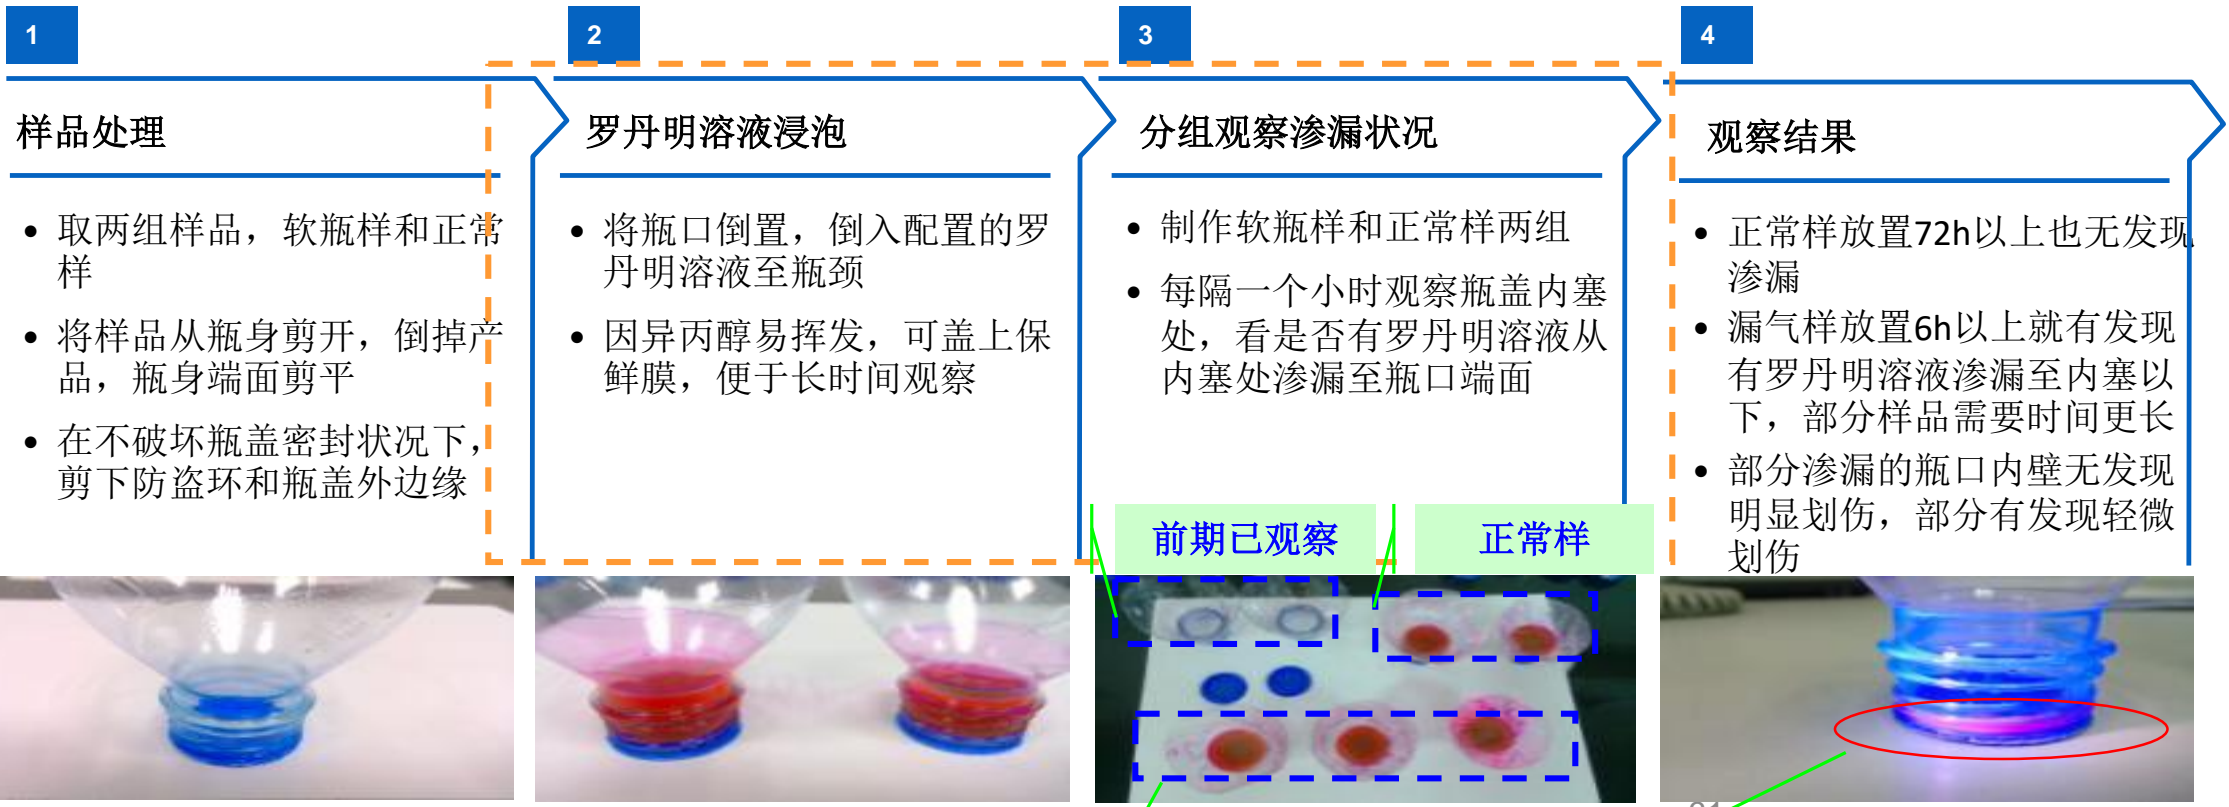 1
样品处理
• 取两组样品，软瓶样和正常
样
• 将样品从瓶身剪开，倒掉产
品，瓶身端面剪平
• 在不破坏瓶盖密封状况下，
剪下防盗环和瓶盖外边缘
2
罗丹明溶液浸泡
• 将瓶口倒置，倒入配置的罗
丹明溶液至瓶颈
• 因异丙醇易挥发，可盖上保
鲜膜，便于长时间观察
3
分组观察渗漏状况
• 制作软瓶样和正常样两组
• 每隔一个小时观察瓶盖内塞
处，看是否有罗丹明溶液从
内塞处渗漏至瓶口端面
前期已观察
正常样
4
观察结果
• 正常样放置72h以上也无发现
渗漏
• 漏气样放置6h以上就有发现
有罗丹明溶液渗漏至内塞以
下，部分样品需要时间更长
• 部分渗漏的瓶口内壁无发现
明显划伤，部分有发现轻微
划伤